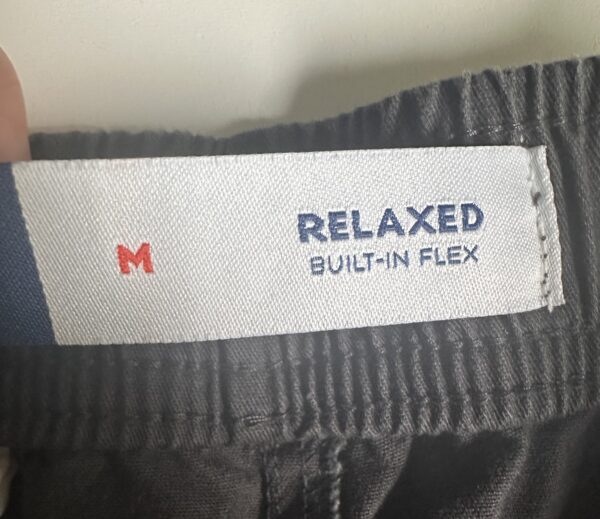 M
RELAXED
BUILT-IN FLEX